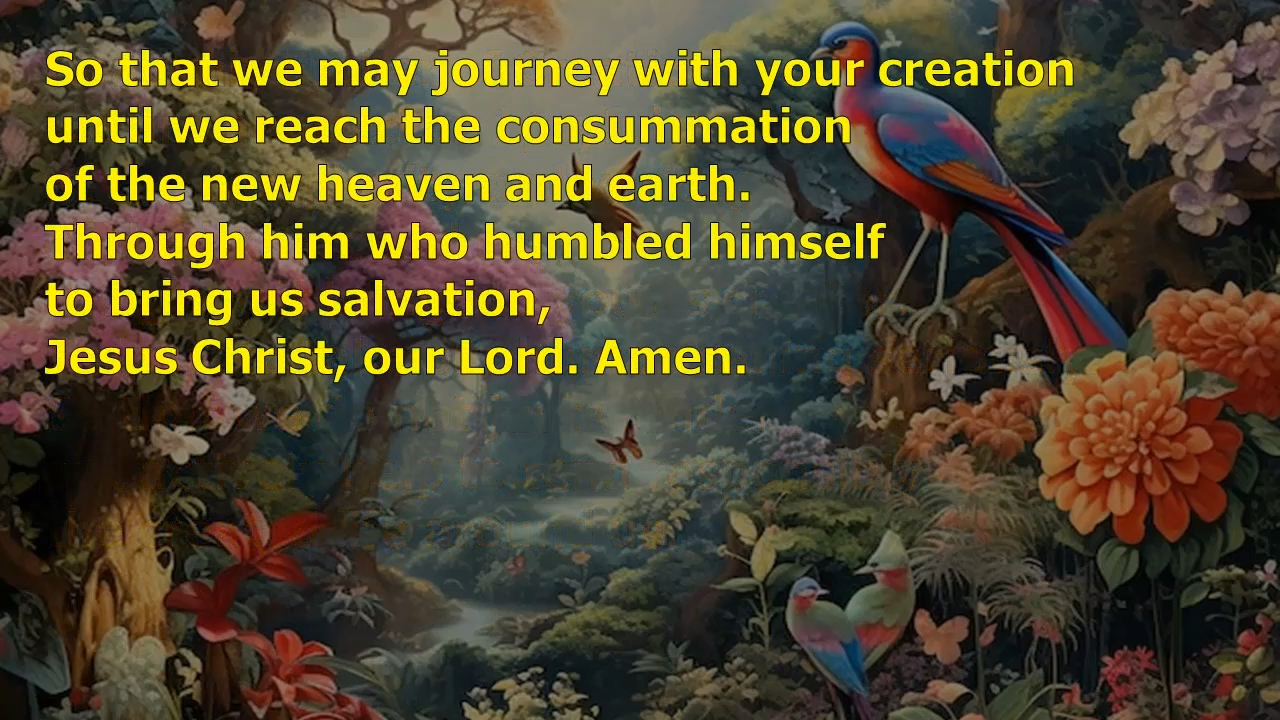 So that we may journey with your creation
until we reach the consummation
of the new heaven and earth.
Through him who humbled himself
to bring us salvation,
Jesus Christ, our Lord. Amen.